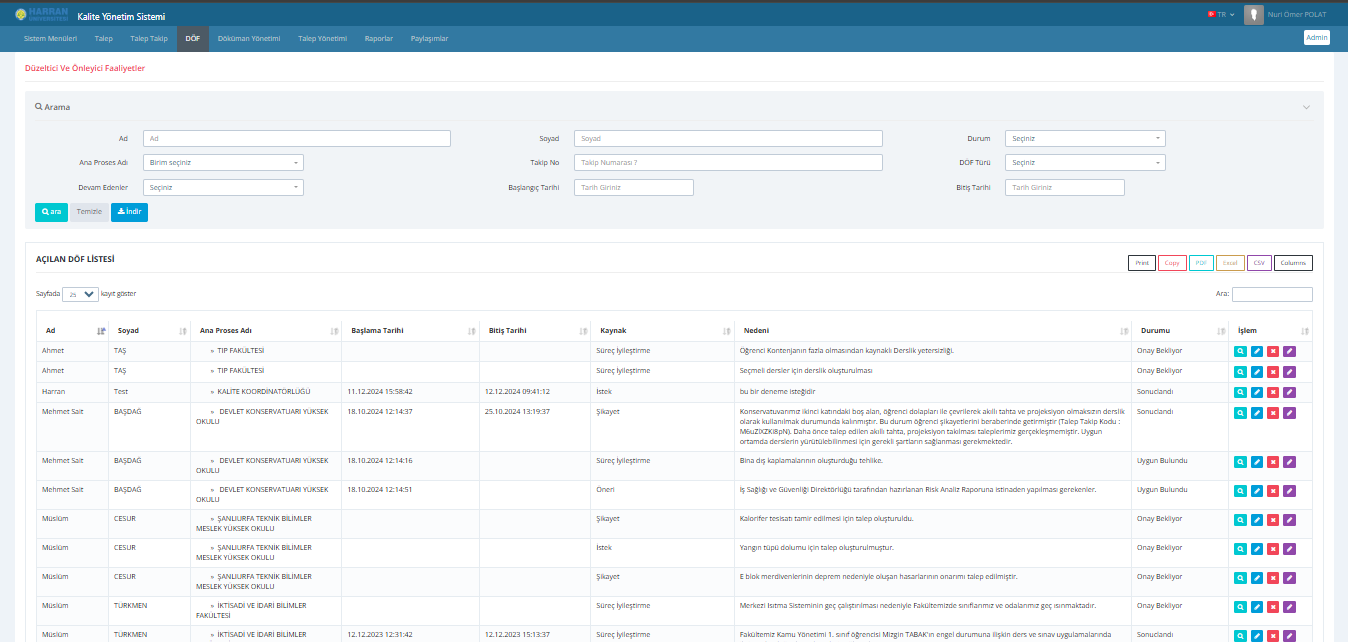 HARRAN
ÜNİVERSİTESİ
Kalite Yönetim Sistemi
TR
Nuri Ömer POLAT
Sistem Menüleri Talep Talep Takip DÖF Döküman Yönetimi Talep Yönetimi Raporlar Paylaşımlar
Admin
Düzeltici Ve Önleyici Faaliyetler
Arama
Ad Ad Soyad Soyad Durum Seçiniz
Ana Proses Adı Birim seçiniz Takip No Takip Numarası ? DÖF Türü Seçiniz
Devam Edenler Seçiniz Başlangıç Tarihi Tarih Giriniz Bitiş Tarihi Tarih Giriniz
ara Temizle İndir
AÇILAN DÖF LİSTESİ
Print Copy PDF Excel CSV Columns
Sayfada 25 kayıt göster
Ara:
Ad Soyad Ana Proses Adı Başlama Tarihi Bitiş Tarihi Kaynak Nedeni Durumu İşlem
Ahmet TAŞ » TIP FAKÜLTESİ Süreç İyileştirme Öğrenci Kontenjanın fazla olmasından kaynaklı Derslik yetersizliği. Onay Bekliyor
Ahmet TAŞ » TIP FAKÜLTESİ Süreç İyileştirme Seçmeli dersler için derslik oluşturulması Onay Bekliyor
Harran Test » KALİTE KOORDİNATÖRLÜĞÜ 11.12.2024 15:58:42 12.12.2024 09:41:12 İstek bu bir deneme isteğidir Sonuclandı
Mehmet Sait BAŞDAĞ » DEVLET KONSERVATUARI YÜKSEK 18.10.2024 12:14:37 25.10.2024 13:19:37 Şikayet Konservatuvarımız ikinci katındaki boş alan, öğrenci dolapları ile çevrilerek akıllı tahta ve projeksiyon olmaksızın derslik Sonuclandı
OKULU olarak kullanılmak durumunda kalınmıştır. Bu durum öğrenci şikayetlerini beraberinde getirmiştir (Talep Takip Kodu :
M6uZlXZKI8pN). Daha önce talep edilen akıllı tahta, projeksiyon takılması taleplerimiz gerçekleşmemiştir. Uygun
ortamda derslerin yürütülebilinmesi için gerekli şartların sağlanması gerekmektedir.
Mehmet Sait BAŞDAĞ » DEVLET KONSERVATUARI YÜKSEK 18.10.2024 12:14:16 Süreç İyileştirme Bina dış kaplamalarının oluşturduğu tehlike. Uygun Bulundu
OKULU
Mehmet Sait BAŞDAĞ » DEVLET KONSERVATUARI YÜKSEK 18.10.2024 12:14:51 Öneri İş Sağlığı ve Güvenliği Direktörlüğü tarafından hazırlanan Risk Analiz Raporuna istinaden yapılması gerekenler. Uygun Bulundu
OKULU
Müslüm CESUR » ŞANLIURFA TEKNİK BİLİMLER Şikayet Kalorifer tesisatı tamir edilmesi için talep oluşturuldu. Onay Bekliyor
MESLEK YÜKSEK OKULU
Müslüm CESUR » ŞANLIURFA TEKNİK BİLİMLER İstek Yangın tüpü dolumu için talep oluşturulmuştur. Onay Bekliyor
MESLEK YÜKSEK OKULU
Müslüm CESUR » ŞANLIURFA TEKNİK BİLİMLER Şikayet E blok merdivenlerinin deprem nedeniyle oluşan hasarlarının onarımı talep edilmiştir. Onay Bekliyor
MESLEK YÜKSEK OKULU
Müslüm TÜRKMEN » İKTİSADİ VE İDARİ BİLİMLER Süreç İyileştirme Merkezi Isıtma Sisteminin geç çalıştırılması nedeniyle Fakültemizde sınıflarımız ve odalarımız geç ısınmaktadır. Onay Bekliyor
FAKÜLTESİ
Müslüm TÜRKMEN » İKTİSADİ VE İDARİ BİLİMLER 12.12.2023 12:31:42 12.12.2023 15:13:37 Süreç İyileştirme Fakültemiz Kamu Yönetimi 1. sınıf öğrencisi Mizgin TABAK'ın engel durumuna ilişkin ders ve sınav uygulamalarında Sonuclandı